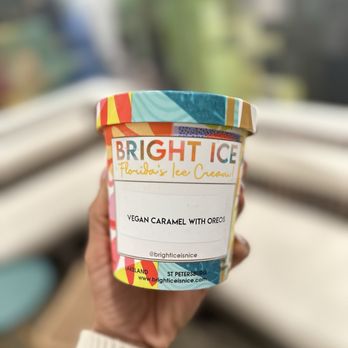 BRIGHT ICE
Florida's Ice Cream!
VEGAN CARAMEL WITH OREOS
@brighticeisnice
ST PETERSBURG
www.brighticeisnice.com